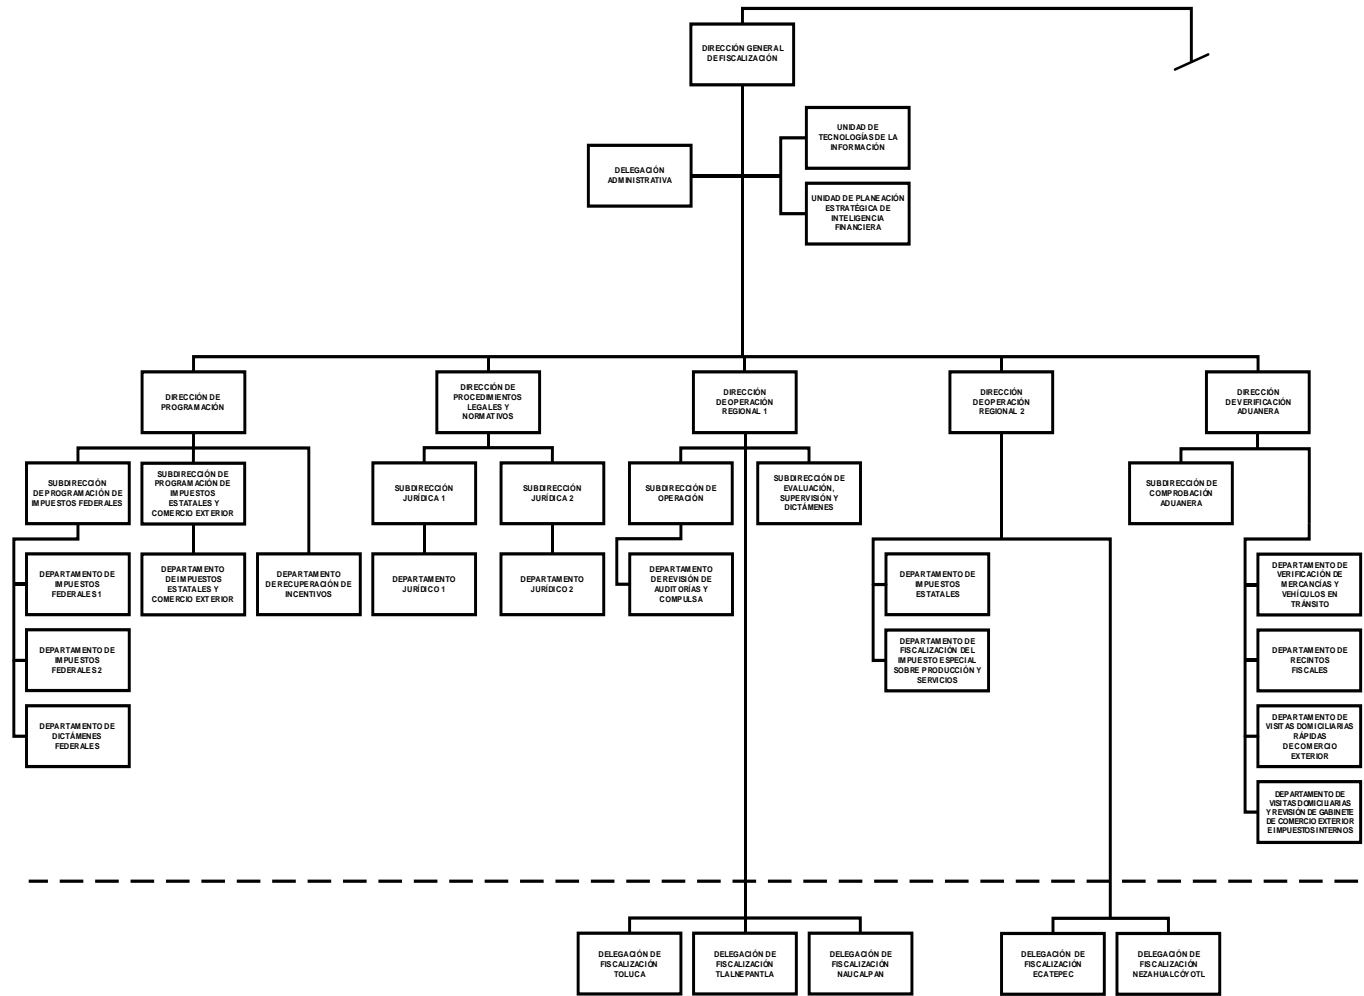 DIRECCIÓN GENERAL
DE FISCALIZACIÓN
UNIDAD DE
TECNOLOGÍAS DE LA
INFORMACIÓN
DELEGACIÓN
ADMINISTRATIVA
UNIDAD DE PLANEACIÓN
ESTRATÉGICA DE
INTELIGENCIA
FINANCIERA
DIRECCIÓN DE
PROGRAMACIÓN
DIRECCIÓN DE
PROCEDIMIENTOS
LEGALES Y
NORMATIVOS
DIRECCIÓN
DE OPERACIÓN
REGIONAL 1
DIRECCIÓN
DE OPERACIÓN
REGIONAL 2
DIRECCIÓN
DE VERIFICACIÓN
ADUANERA
SUBDIRECCIÓN
DE PROGRAMACIÓN DE
IMPUESTOS FEDERALES
SUBDIRECCIÓN DE
PROGRAMACIÓN DE
IMPUESTOS
ESTATALES Y
COMERCIO EXTERIOR
SUBDIRECCIÓN
JURÍDICA 1
SUBDIRECCIÓN
JURÍDICA 2
SUBDIRECCIÓN DE
OPERACIÓN
SUBDIRECCIÓN DE
EVALUACIÓN,
SUPERVISIÓN Y
DICTÁMENES
SUBDIRECCIÓN DE
COMPROBACIÓN
ADUANERA
DEPARTAMENTO DE
IMPUESTOS
FEDERALES 1
DEPARTAMENTO
DE IMPUESTOS
ESTATALES Y
COMERCIO EXTERIOR
DEPARTAMENTO
DE RECUPERACIÓN DE
INCENTIVOS
DEPARTAMENTO
JURÍDICO 1
DEPARTAMENTO
JURÍDICO 2
DEPARTAMENTO
DE REVISIÓN DE
AUDITORÍAS Y
COMPULSA
DEPARTAMENTO DE
IMPUESTOS
ESTATALES
DEPARTAMENTO DE
VERIFICACIÓN DE
MERCANCÍAS Y
VEHÍCULOS EN
TRÁNSITO
DEPARTAMENTO DE
IMPUESTOS
FEDERALES 2
DEPARTAMENTO DE
FISCALIZACIÓN DEL
IMPUESTO ESPECIAL
SOBRE PRODUCCIÓN Y
SERVICIOS
DEPARTAMENTO DE
RECINTOS
FISCALES
DEPARTAMENTO DE
DICTÁMENES
FEDERALES
DEPARTAMENTO DE
VISITAS DOMICILIARIAS
RÁPIDAS
DE COMERCIO
EXTERIOR
DEPARTAMENTO DE
VISITAS DOMICILIARIAS
Y REVISIÓN DE GABINETE
DE COMERCIO EXTERIOR
E IMPUESTOS INTERNOS
DELEGACIÓN DE
FISCALIZACIÓN
TOLUCA
DELEGACIÓN DE
FISCALIZACIÓN
TLALNEPANTLA
DELEGACIÓN DE
FISCALIZACIÓN
NAUCALPAN
DELEGACIÓN DE
FISCALIZACIÓN
ECATEPEC
DELEGACIÓN DE
FISCALIZACIÓN
NEZAHUALCÓYOTL